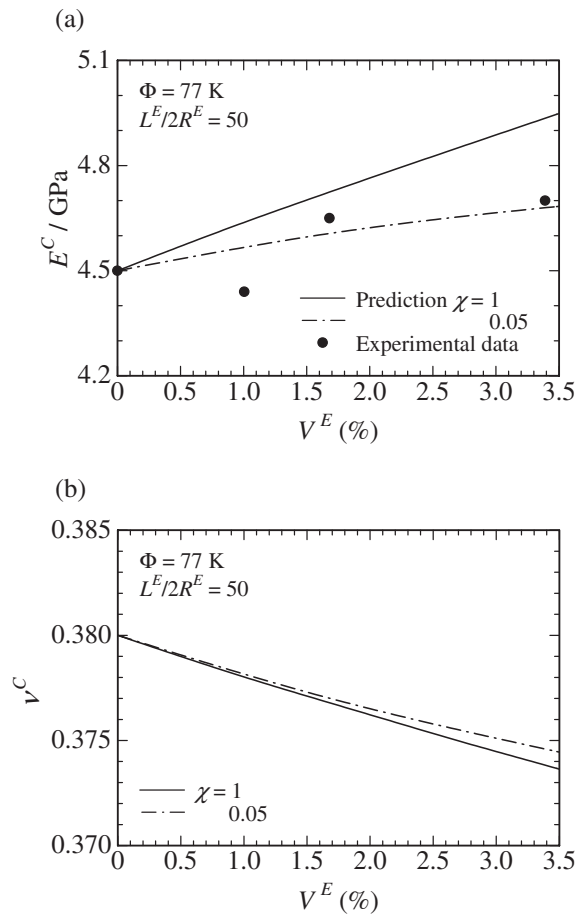 (a)
5.1
Φ = 77 K
L^E/2R^E = 50
4.8
E^C / GPa
4.5
Prediction χ = 1
0.05
Experimental data
4.2
0 0.5 1.0 1.5 2.0 2.5 3.0 3.5
V^E (%)
(b)
0.385
Φ = 77 K
L^E/2R^E = 50
0.380
ν^C
0.375
χ = 1
0.05
0.370
0 0.5 1.0 1.5 2.0 2.5 3.0 3.5
V^E (%)